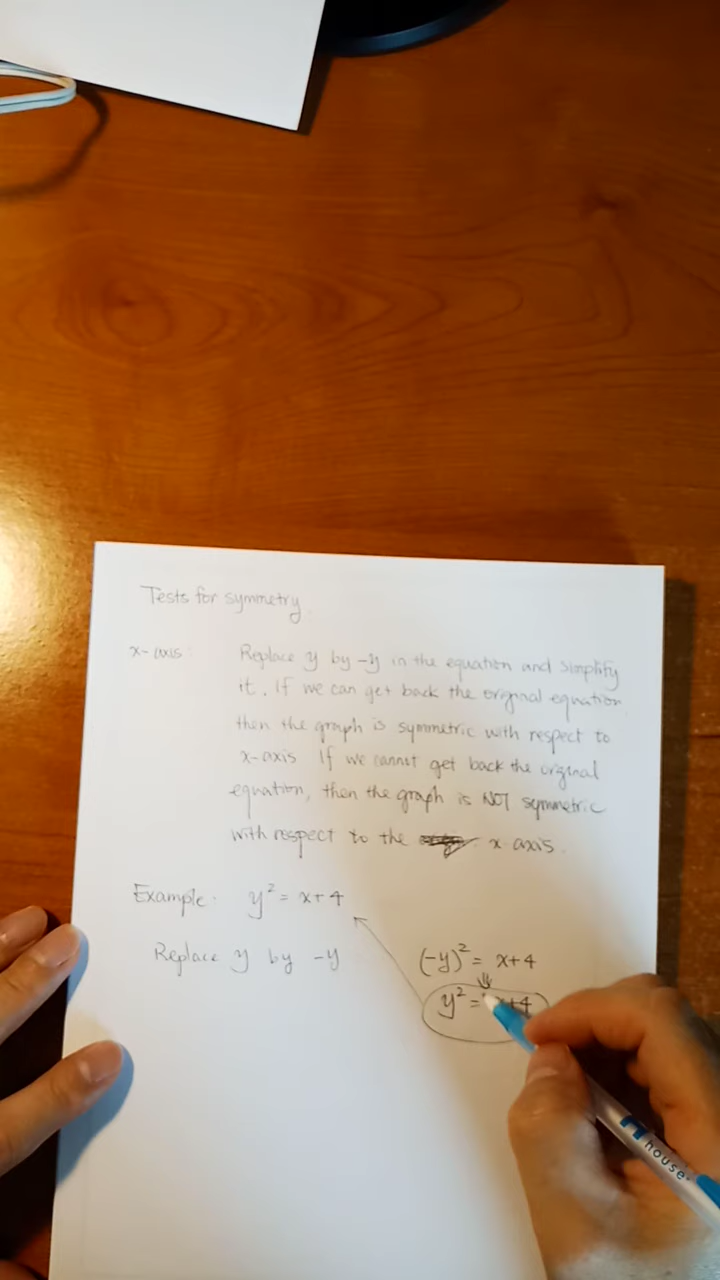 Tests for symmetry
x-axis: Replace y by -y in the equation and simplify
it. If we can get back the original equation
then the graph is symmetric with respect to
x-axis If we cannot get back the orginal
equation, then the graph is NOT symmetric
with respect to the x-axis.
Example: y² = x+4
Replace y by -y
(-y)² = x+4
y² = x+4
house